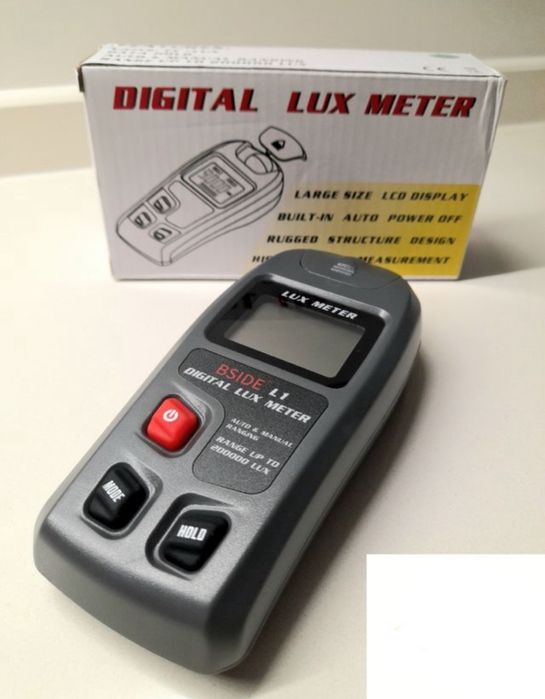 CE
DIGITAL LUX METER
LARGE SIZE LCD DISPLAY
BUILT-IN AUTO POWER OFF
RUGGED STRUCTURE DESIGN
MEASUREMENT
LUX METER
BSIDE L1
DIGITAL LUX METER
AUTO & MANUAL
RANGING
RANGE UP TO
200000 LUX
MODE
HOLD